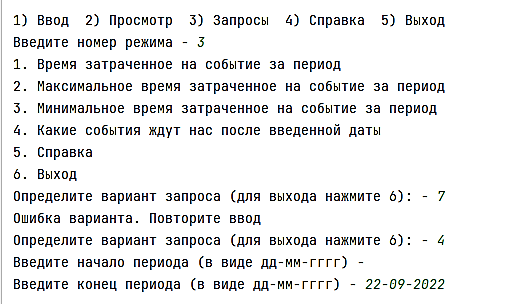 1) Ввод  2) Просмотр  3) Запросы  4) Справка  5) Выход
Введите номер режима - 3
1. Время затраченное на событие за период
2. Максимальное время затраченное на событие за период
3. Минимальное время затраченное на событие за период
4. Какие события ждут нас после введенной даты
5. Справка
6. Выход
Определите вариант запроса (для выхода нажмите 6): - 7
Ошибка варианта. Повторите ввод
Определите вариант запроса (для выхода нажмите 6): - 4
Введите начало периода (в виде дд-мм-гггг) -
Введите конец периода (в виде дд-мм-гггг) - 22-09-2022